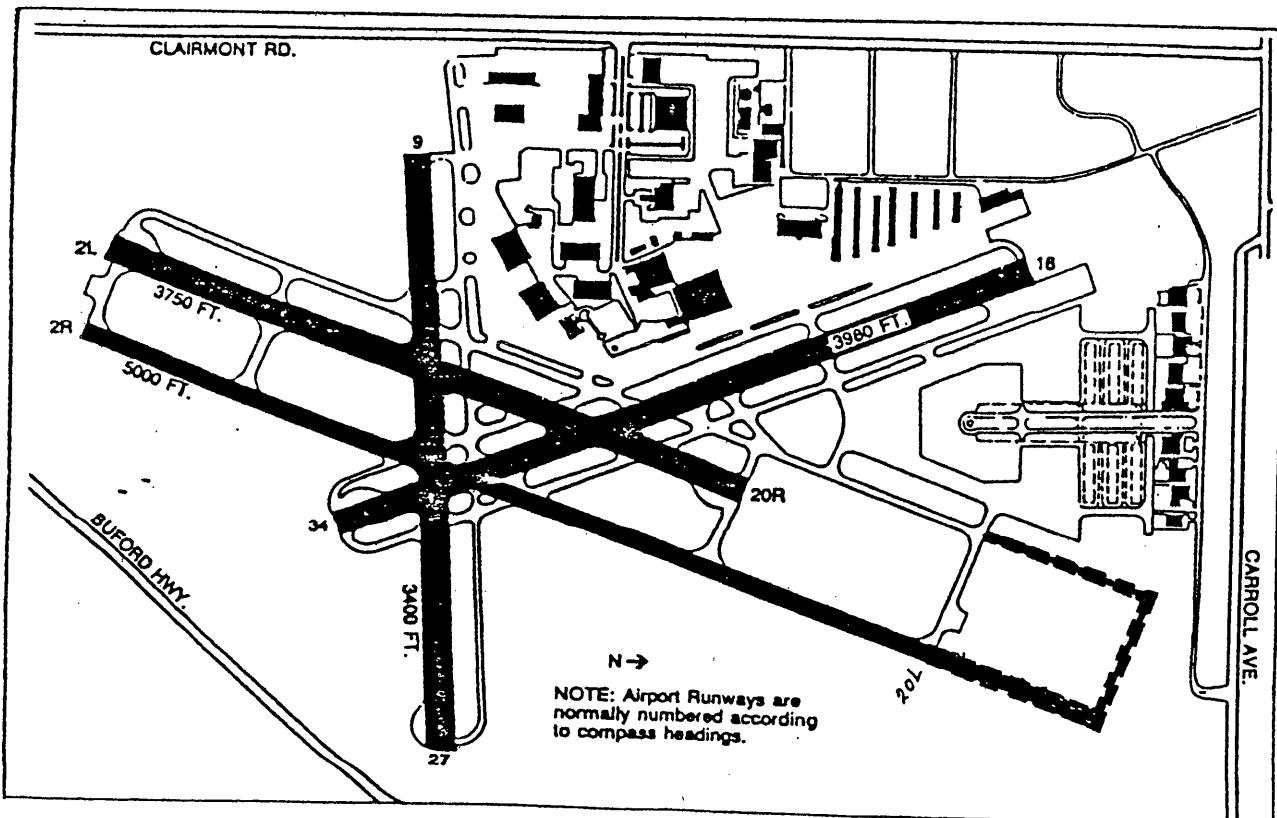 CLAIRMONT RD.
9
2L
3750 FT.
16
2R
3960 FT.
5000 FT.
20R
34
BUFORD HWY.
3400 FT.
CARROLL AVE.
N→
20L
NOTE: Airport Runways are
normally numbered according
to compass headings.
27